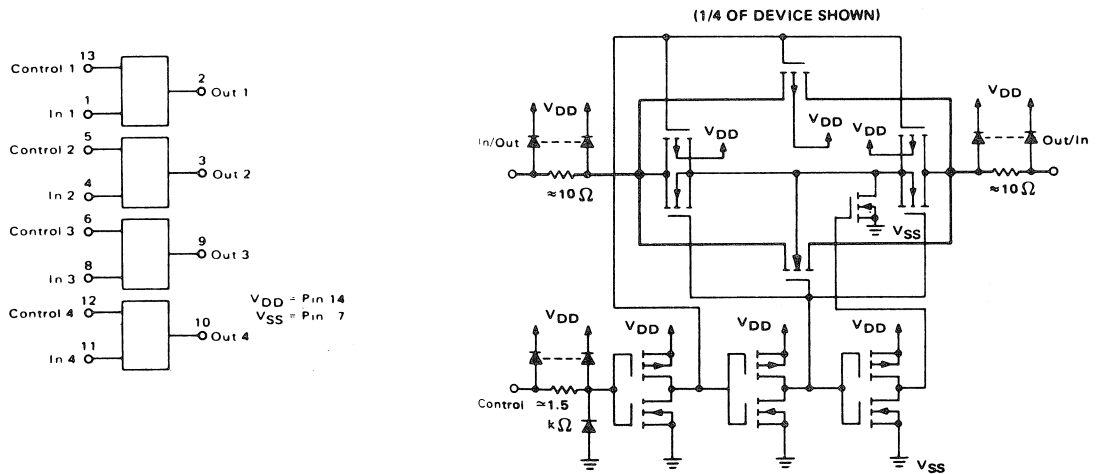 (1/4 OF DEVICE SHOWN)
13
Control 1
2
Out 1
1
In 1
5
Control 2
3
Out 2
4
In 2
6
Control 3
9
Out 3
8
In 3
12
Control 4
10
Out 4
11
In 4
VDD = Pin 14
VSS = Pin 7
VDD
In/Out
≈10 Ω
VDD
VDD
VDD
VDD
Out/In
≈10 Ω
VSS
VDD
VDD
VDD
VDD
Control
≃1.5
kΩ
VSS